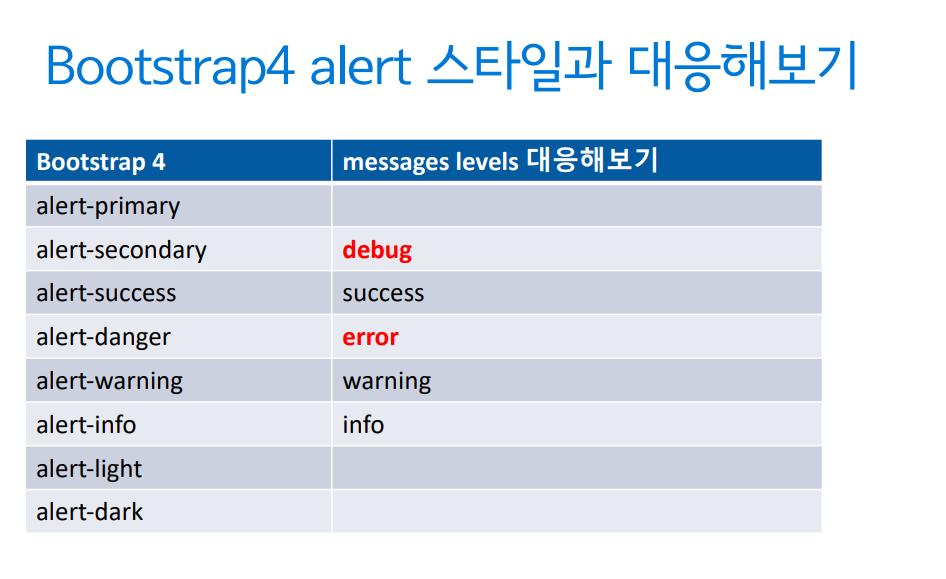 Bootstrap4 alert 스타일과 대응해보기
Bootstrap 4 messages levels 대응해보기
alert-primary
alert-secondary debug
alert-success success
alert-danger error
alert-warning warning
alert-info info
alert-light
alert-dark